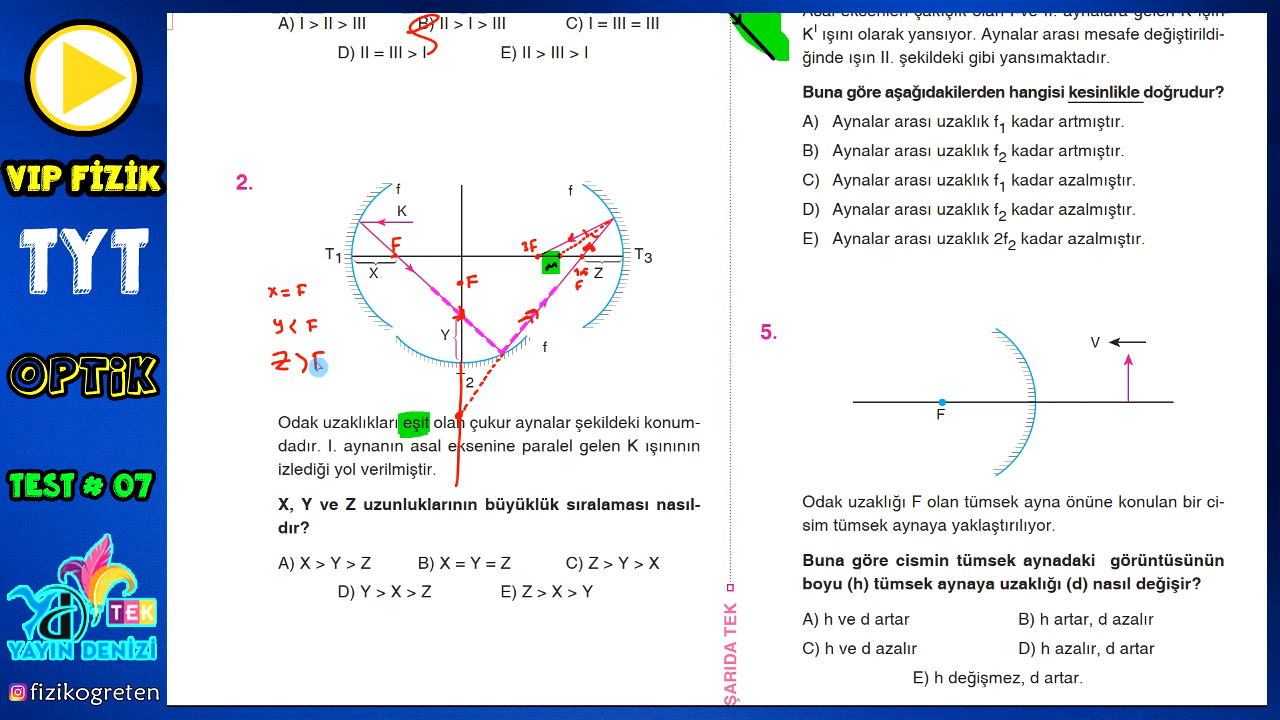 VIP FİZİK
TYT
OPTİK
TEST # 07
TEK
YAYIN DENİZİ
fizikogreten
A) I > II > III
B) II > I > III
C) I = III = III
D) II = III > I
E) II > III > I
2.
f
K
F
T1
X
x = F
y < F
Z > F
F
Y
2
f
f
3F
M
1.5
F
Z
T3
Odak uzaklıkları eşit olan çukur aynalar şekildeki konum-
dadır. I. aynanın asal eksenine paralel gelen K ışınının
izlediği yol verilmiştir.
X, Y ve Z uzunluklarının büyüklük sıralaması nasıl-
dır?
A) X > Y > Z
B) X = Y = Z
C) Z > Y > X
D) Y > X > Z
E) Z > X > Y
ŞARIDA TEK
Kᴵ ışını olarak yansıyor. Aynalar arası mesafe değiştirildi-
ğinde ışın II. şekildeki gibi yansımaktadır.
Buna göre aşağıdakilerden hangisi kesinlikle doğrudur?
A) Aynalar arası uzaklık f1 kadar artmıştır.
B) Aynalar arası uzaklık f2 kadar artmıştır.
C) Aynalar arası uzaklık f1 kadar azalmıştır.
D) Aynalar arası uzaklık f2 kadar azalmıştır.
E) Aynalar arası uzaklık 2f2 kadar azalmıştır.
5.
V
F
Odak uzaklığı F olan tümsek ayna önüne konulan bir ci-
sim tümsek aynaya yaklaştırılıyor.
Buna göre cismin tümsek aynadaki görüntüsünün
boyu (h) tümsek aynaya uzaklığı (d) nasıl değişir?
A) h ve d artar
B) h artar, d azalır
C) h ve d azalır
D) h azalır, d artar
E) h değişmez, d artar.